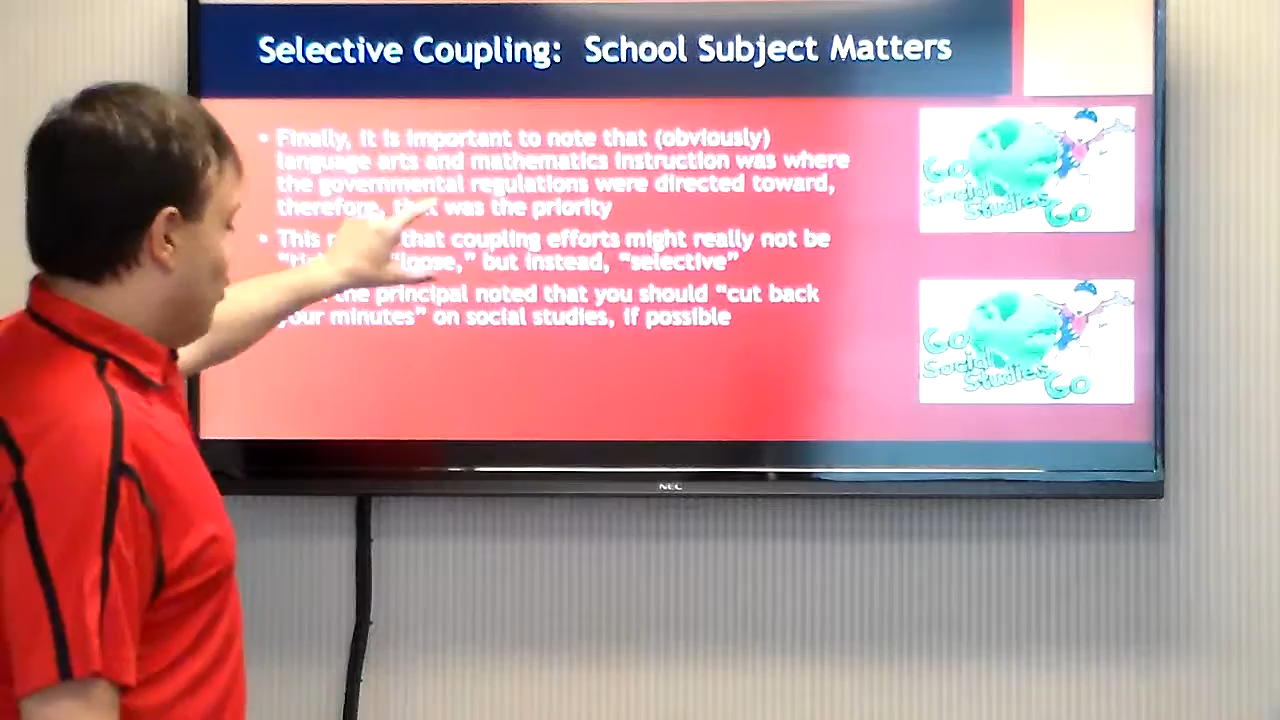 Selective Coupling: School Subject Matters
• Finally, it is important to note that (obviously)
language arts and mathematics instruction was where
the governmental regulations were directed toward,
therefore, that was the priority
• This that coupling efforts might really not be
"loose," but instead, "selective"
the principal noted that you should "cut back
your minutes" on social studies, if possible
Go
Social
Studies
Go
Go
Social
Studies
Go
NEC